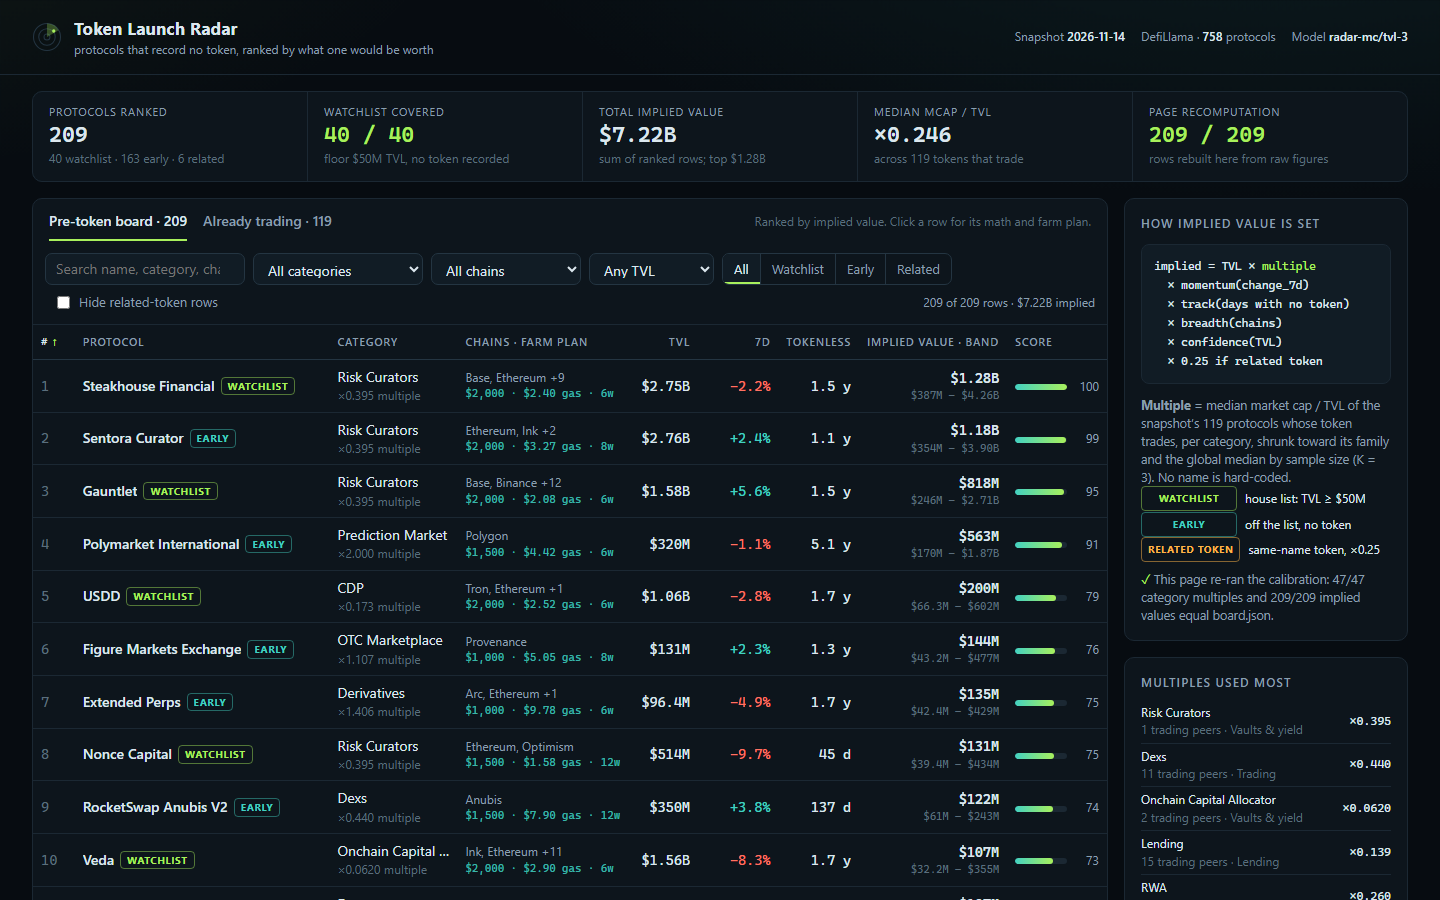 Token Launch Radar
protocols that record no token, ranked by what one would be worth
Snapshot 2026-11-14 DefiLlama · 758 protocols Model radar-mc/tvl-3
PROTOCOLS RANKED
209
40 watchlist · 163 early · 6 related
WATCHLIST COVERED
40 / 40
floor $50M TVL, no token recorded
TOTAL IMPLIED VALUE
$7.22B
sum of ranked rows; top $1.28B
MEDIAN MCAP / TVL
×0.246
across 119 tokens that trade
PAGE RECOMPUTATION
209 / 209
rows rebuilt here from raw figures
Pre-token board · 209 Already trading · 119 Ranked by implied value. Click a row for its math and farm plan.
Search name, category, cha All categories All chains Any TVL All Watchlist Early Related
Hide related-token rows 209 of 209 rows · $7.22B implied
# ↑ PROTOCOL CATEGORY CHAINS · FARM PLAN TVL 7D TOKENLESS IMPLIED VALUE · BAND SCORE
1 Steakhouse Financial WATCHLIST Risk Curators Base, Ethereum +9 $2.75B −2.2% 1.5 y $1.28B 100
×0.395 multiple $2,000 · $2.40 gas · 6w $387M – $4.26B
2 Sentora Curator EARLY Risk Curators Ethereum, Ink +2 $2.76B +2.4% 1.1 y $1.18B 99
×0.395 multiple $2,000 · $3.27 gas · 8w $354M – $3.90B
3 Gauntlet WATCHLIST Risk Curators Base, Binance +12 $1.58B +5.6% 1.5 y $818M 95
×0.395 multiple $2,000 · $2.08 gas · 6w $246M – $2.71B
4 Polymarket International EARLY Prediction Market Polygon $320M −1.1% 5.1 y $563M 91
×2.000 multiple $1,500 · $4.42 gas · 6w $170M – $1.87B
5 USDD WATCHLIST CDP Tron, Ethereum +1 $1.06B −2.8% 1.7 y $200M 79
×0.173 multiple $2,000 · $2.52 gas · 6w $66.3M – $602M
6 Figure Markets Exchange EARLY OTC Marketplace Provenance $131M +2.3% 1.3 y $144M 76
×1.107 multiple $1,000 · $5.05 gas · 8w $43.2M – $477M
7 Extended Perps EARLY Derivatives Arc, Ethereum +1 $96.4M −4.9% 1.7 y $135M 75
×1.406 multiple $1,000 · $9.78 gas · 6w $42.4M – $429M
8 Nonce Capital WATCHLIST Risk Curators Ethereum, Optimism $514M −9.7% 45 d $131M 75
×0.395 multiple $1,500 · $1.58 gas · 12w $39.4M – $434M
9 RocketSwap Anubis V2 EARLY Dexs Anubis $350M +3.8% 137 d $122M 74
×0.440 multiple $1,500 · $7.90 gas · 12w $61M – $243M
10 Veda WATCHLIST Onchain Capital ... Ink, Ethereum +11 $1.56B −8.3% 1.7 y $107M 73
×0.0620 multiple $2,000 · $2.90 gas · 6w $32.2M – $355M
HOW IMPLIED VALUE IS SET
implied = TVL × multiple
× momentum(change_7d)
× track(days with no token)
× breadth(chains)
× confidence(TVL)
× 0.25 if related token
Multiple = median market cap / TVL of the
snapshot's 119 protocols whose token
trades, per category, shrunk toward its family
and the global median by sample size (K =
3). No name is hard-coded.
WATCHLIST house list: TVL ≥ $50M
EARLY off the list, no token
RELATED TOKEN same-name token, ×0.25
✓ This page re-ran the calibration: 47/47
category multiples and 209/209 implied
values equal board.json.
MULTIPLES USED MOST
Risk Curators ×0.395
1 trading peers · Vaults & yield
Dexs ×0.440
11 trading peers · Trading
Onchain Capital Allocator ×0.0620
2 trading peers · Vaults & yield
Lending ×0.139
15 trading peers · Lending
RWA ×0.260